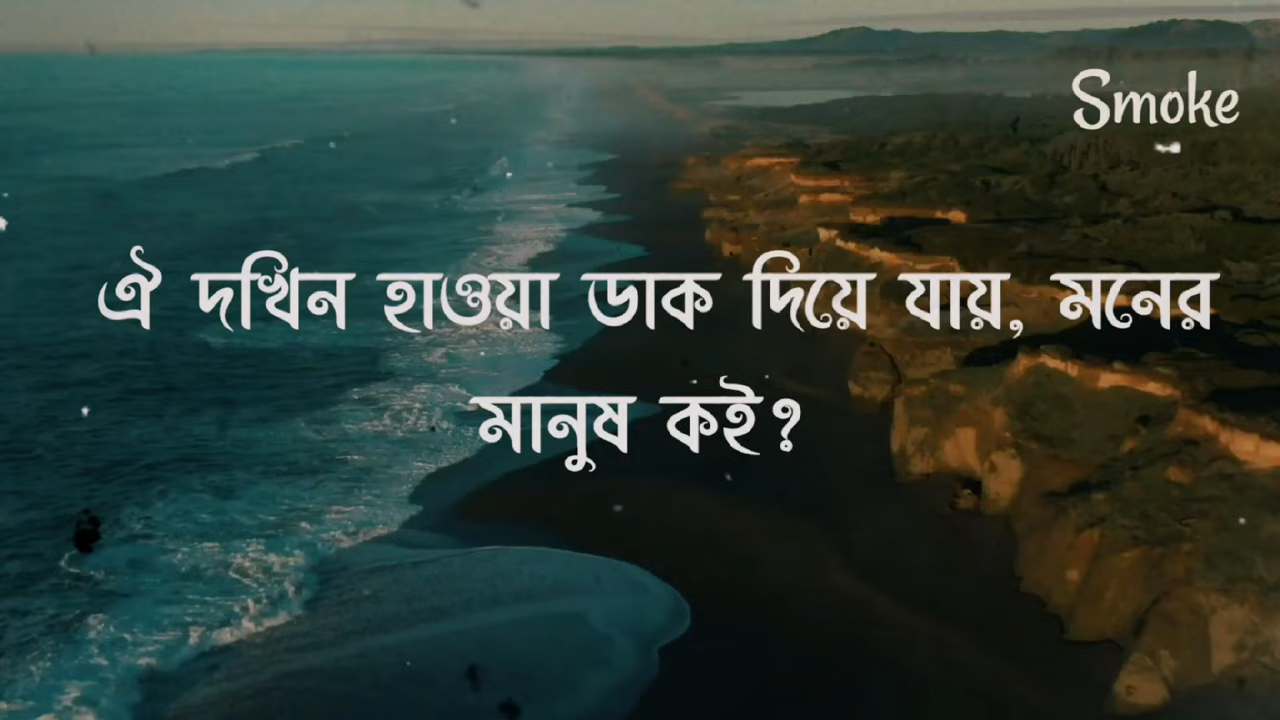 Smoke
ঐ দখিন হাওয়া ডাক দিয়ে যায়, মনের
মানুষ কই?